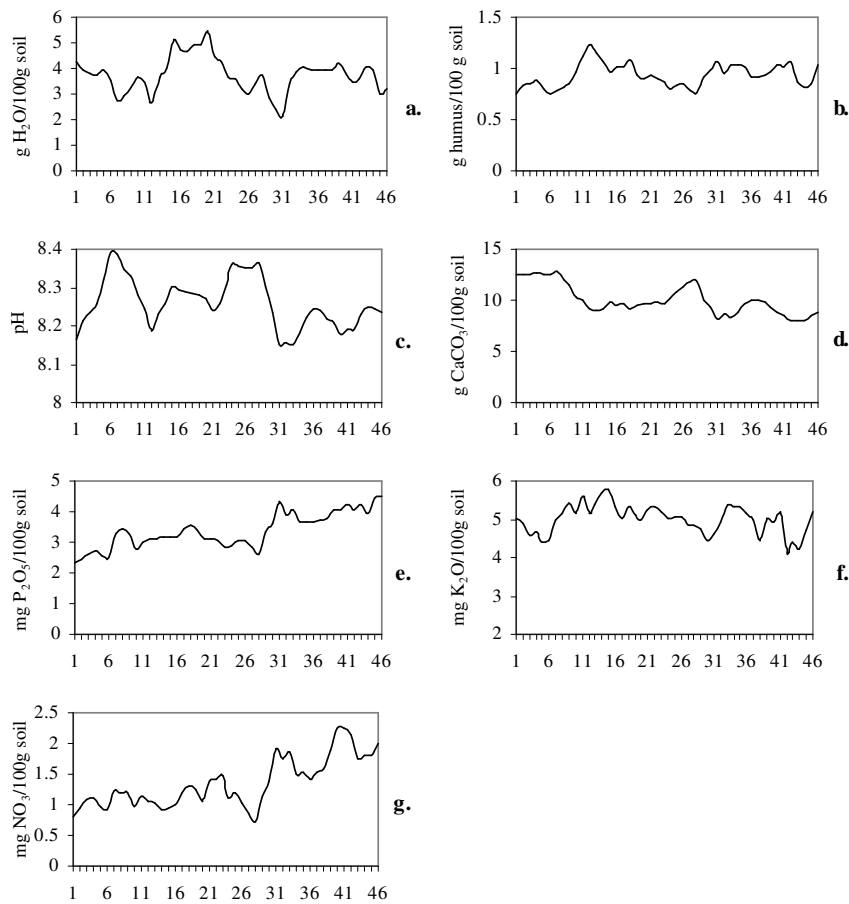 g H₂O/100g soil
6
5
4
3
2
1
0
1 6 11 16 21 26 31 36 41 46
a.
g humus/100 g soil
1.5
1
0.5
0
1 6 11 16 21 26 31 36 41 46
b.
pH
8.4
8.3
8.2
8.1
8
1 6 11 16 21 26 31 36 41 46
c.
g CaCO₃/100g soil
15
10
5
0
1 6 11 16 21 26 31 36 41 46
d.
mg P₂O₅/100g soil
5
4
3
2
1
0
1 6 11 16 21 26 31 36 41 46
e.
mg K₂O/100g soil
6
5
4
3
2
1 6 11 16 21 26 31 36 41 46
f.
mg NO₃/100g soil
2.5
2
1.5
1
0.5
0
1 6 11 16 21 26 31 36 41 46
g.